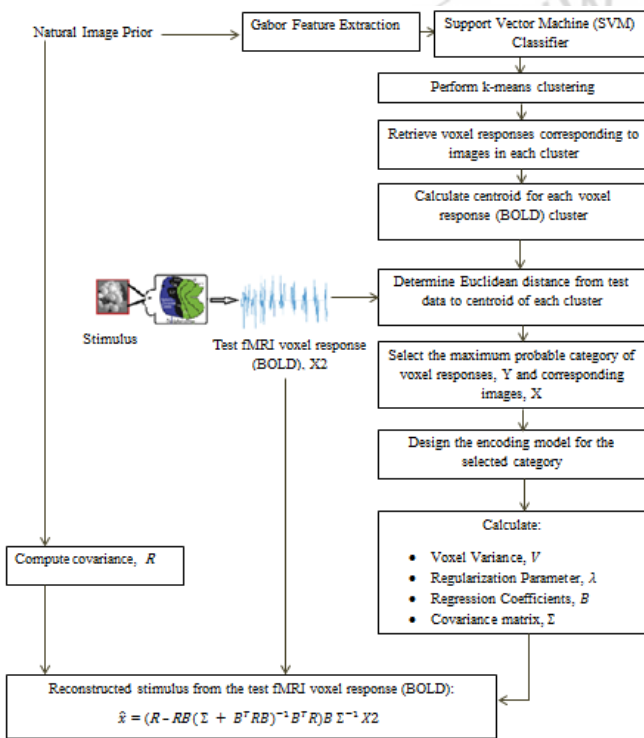 Natural Image Prior
Gabor Feature Extraction
Support Vector Machine (SVM)
Classifier
Perform k-means clustering
Retrieve voxel responses corresponding to
images in each cluster
Calculate centroid for each voxel
response (BOLD) cluster
Stimulus
Test fMRI voxel response
(BOLD), X2
Determine Euclidean distance from test
data to centroid of each cluster
Select the maximum probable category of
voxel responses, Y and corresponding
images, X
Design the encoding model for the
selected category
Calculate:
• Voxel Variance, V
• Regularization Parameter, λ
• Regression Coefficients, B
• Covariance matrix, Σ
Compute covariance, R
Reconstructed stimulus from the test fMRI voxel response (BOLD):
x̂ = (R – RB(Σ + BᵀRB)⁻¹BᵀR)B Σ⁻¹ X2